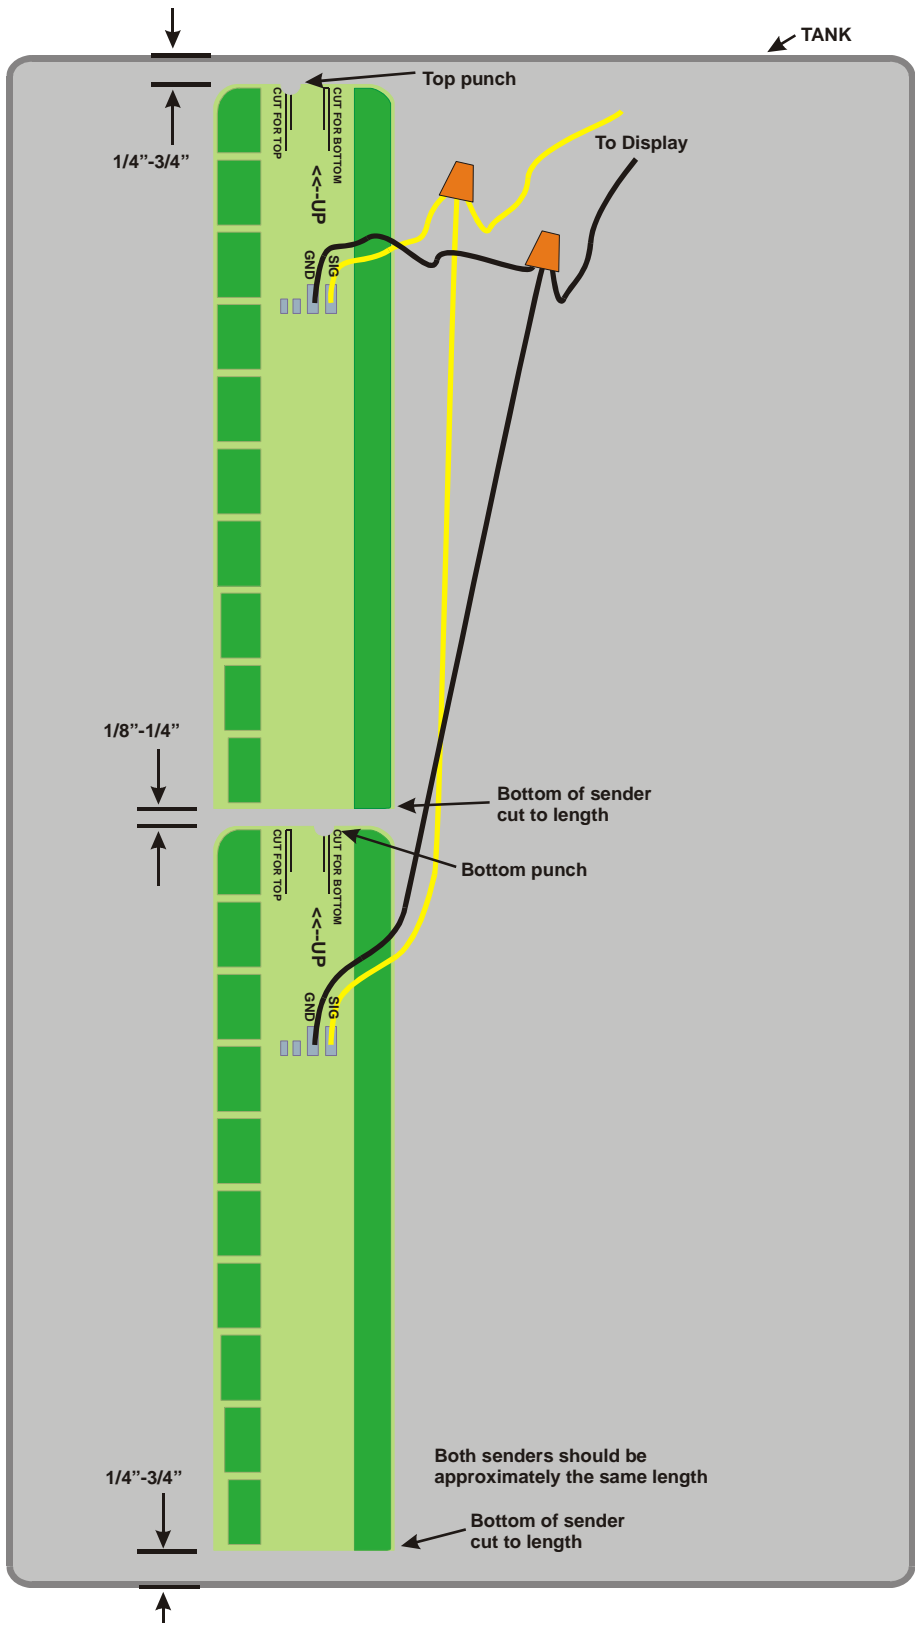 TANK
Top punch
CUT FOR TOP
CUT FOR BOTTOM
1/4”-3/4”
To Display
<<--UP
GND
SIG
1/8”-1/4”
Bottom of sender
cut to length
CUT FOR TOP
CUT FOR BOTTOM
Bottom punch
<<--UP
GND
SIG
Both senders should be
approximately the same length
1/4”-3/4”
Bottom of sender
cut to length